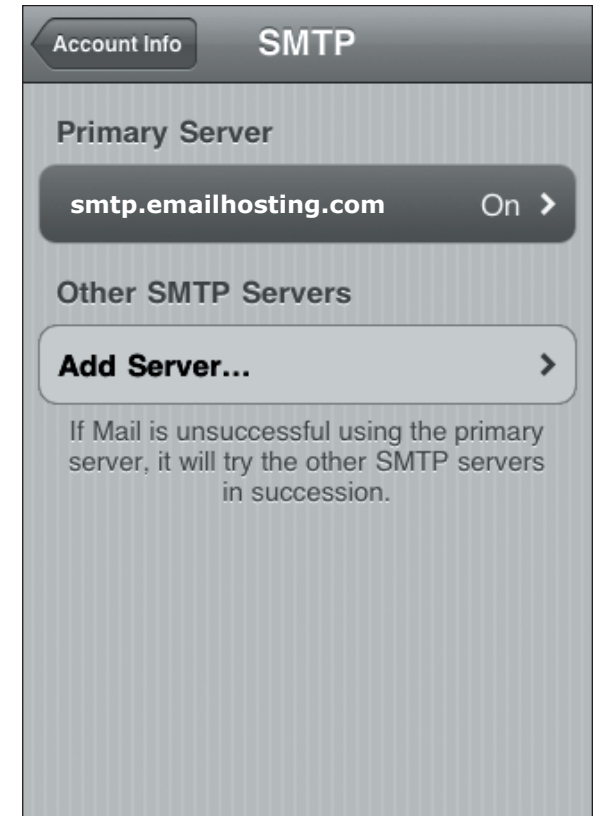 Account Info
SMTP
Primary Server
smtp.emailhosting.com On
Other SMTP Servers
Add Server...
If Mail is unsuccessful using the primary
server, it will try the other SMTP servers
in succession.